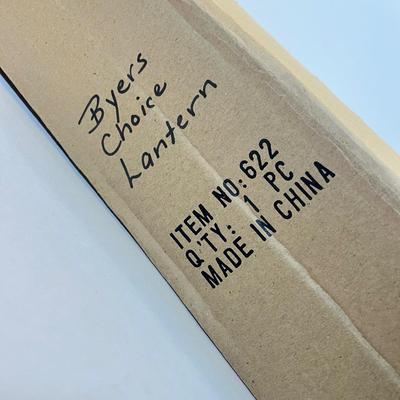 Byers
Choice
Lantern
ITEM NO:622
Q'TY: 1 PC
MADE IN CHINA